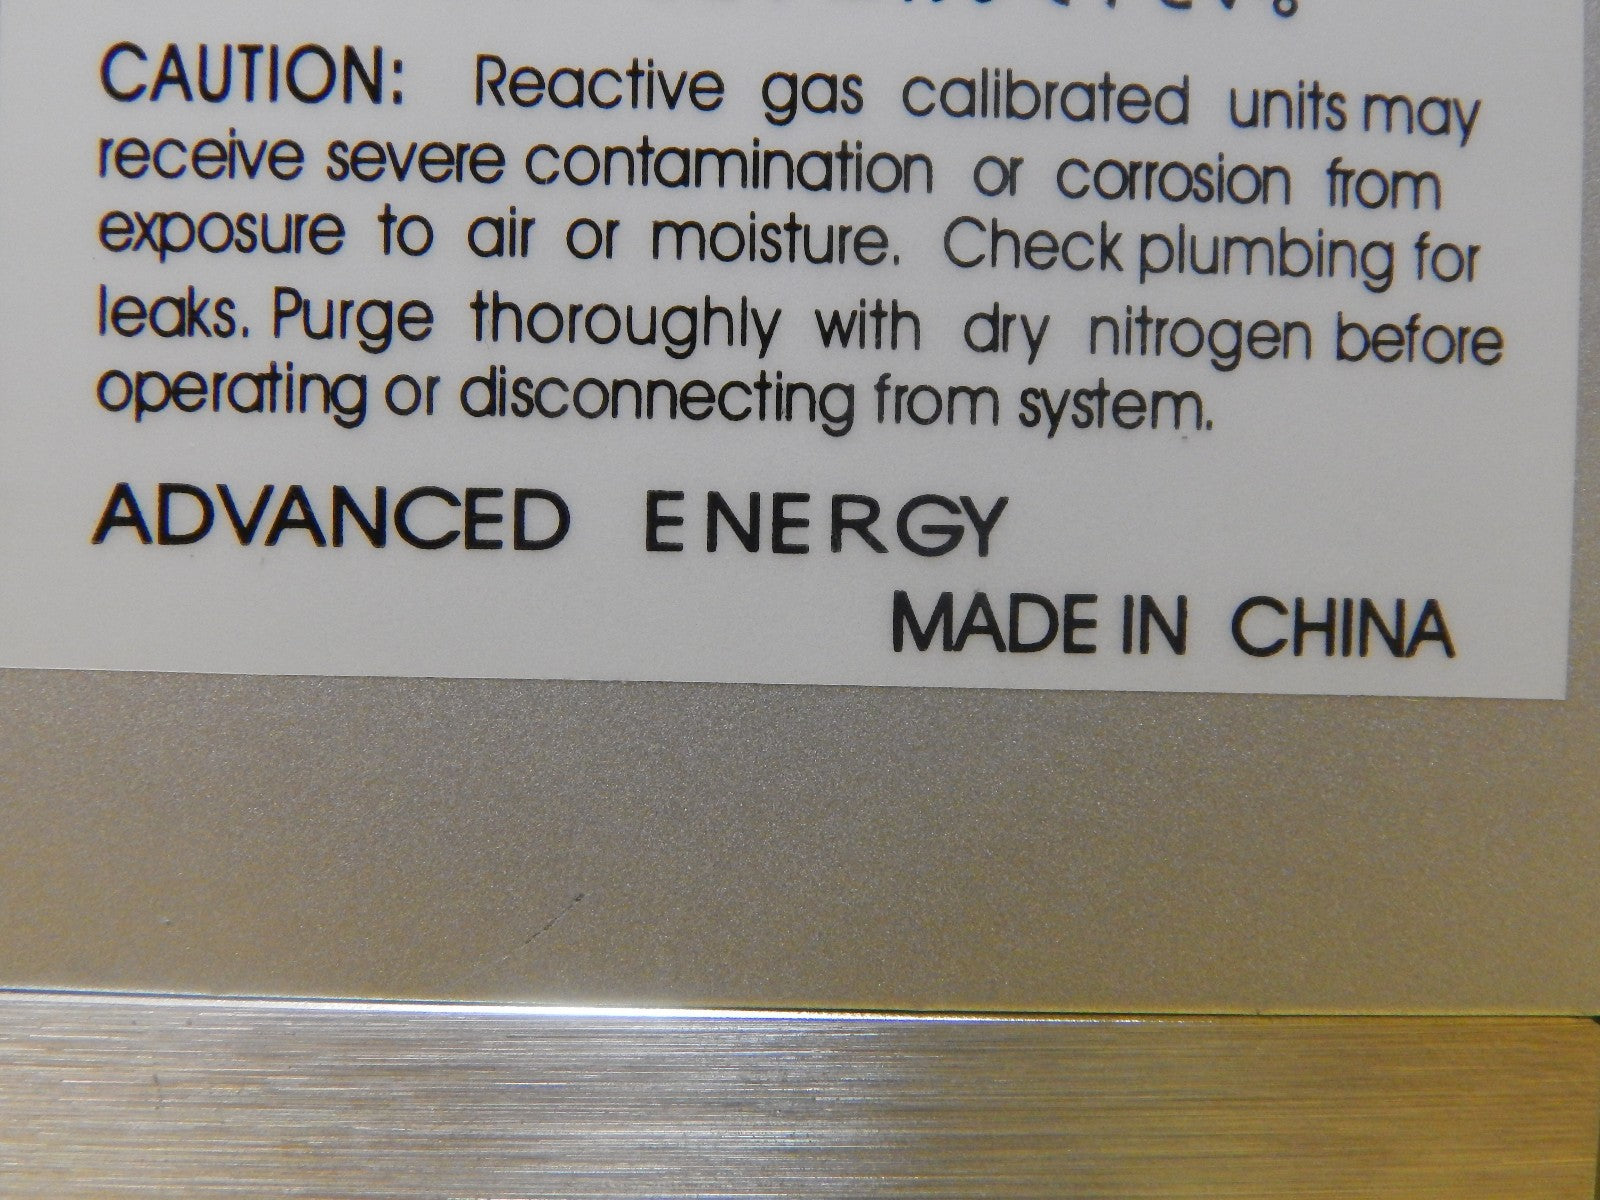 CAUTION: Reactive gas calibrated units may
receive severe contamination or corrosion from
exposure to air or moisture. Check plumbing for
leaks. Purge thoroughly with dry nitrogen before
operating or disconnecting from system.
ADVANCED ENERGY
MADE IN CHINA